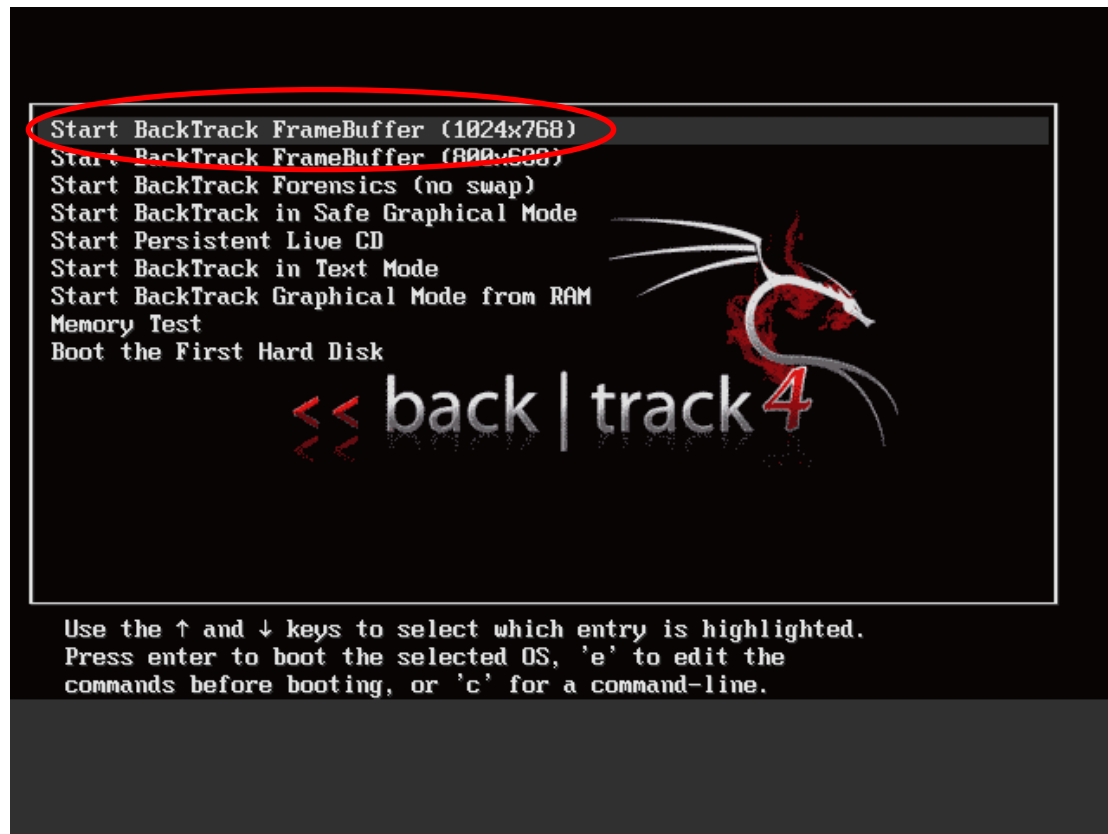 Start BackTrack FrameBuffer (1024x768)
Start BackTrack FrameBuffer (800x600)
Start BackTrack Forensics (no swap)
Start BackTrack in Safe Graphical Mode
Start Persistent Live CD
Start BackTrack in Text Mode
Start BackTrack Graphical Mode from RAM
Memory Test
Boot the First Hard Disk
<< back | track 4
Use the ↑ and ↓ keys to select which entry is highlighted.
Press enter to boot the selected OS, 'e' to edit the
commands before booting, or 'c' for a command-line.